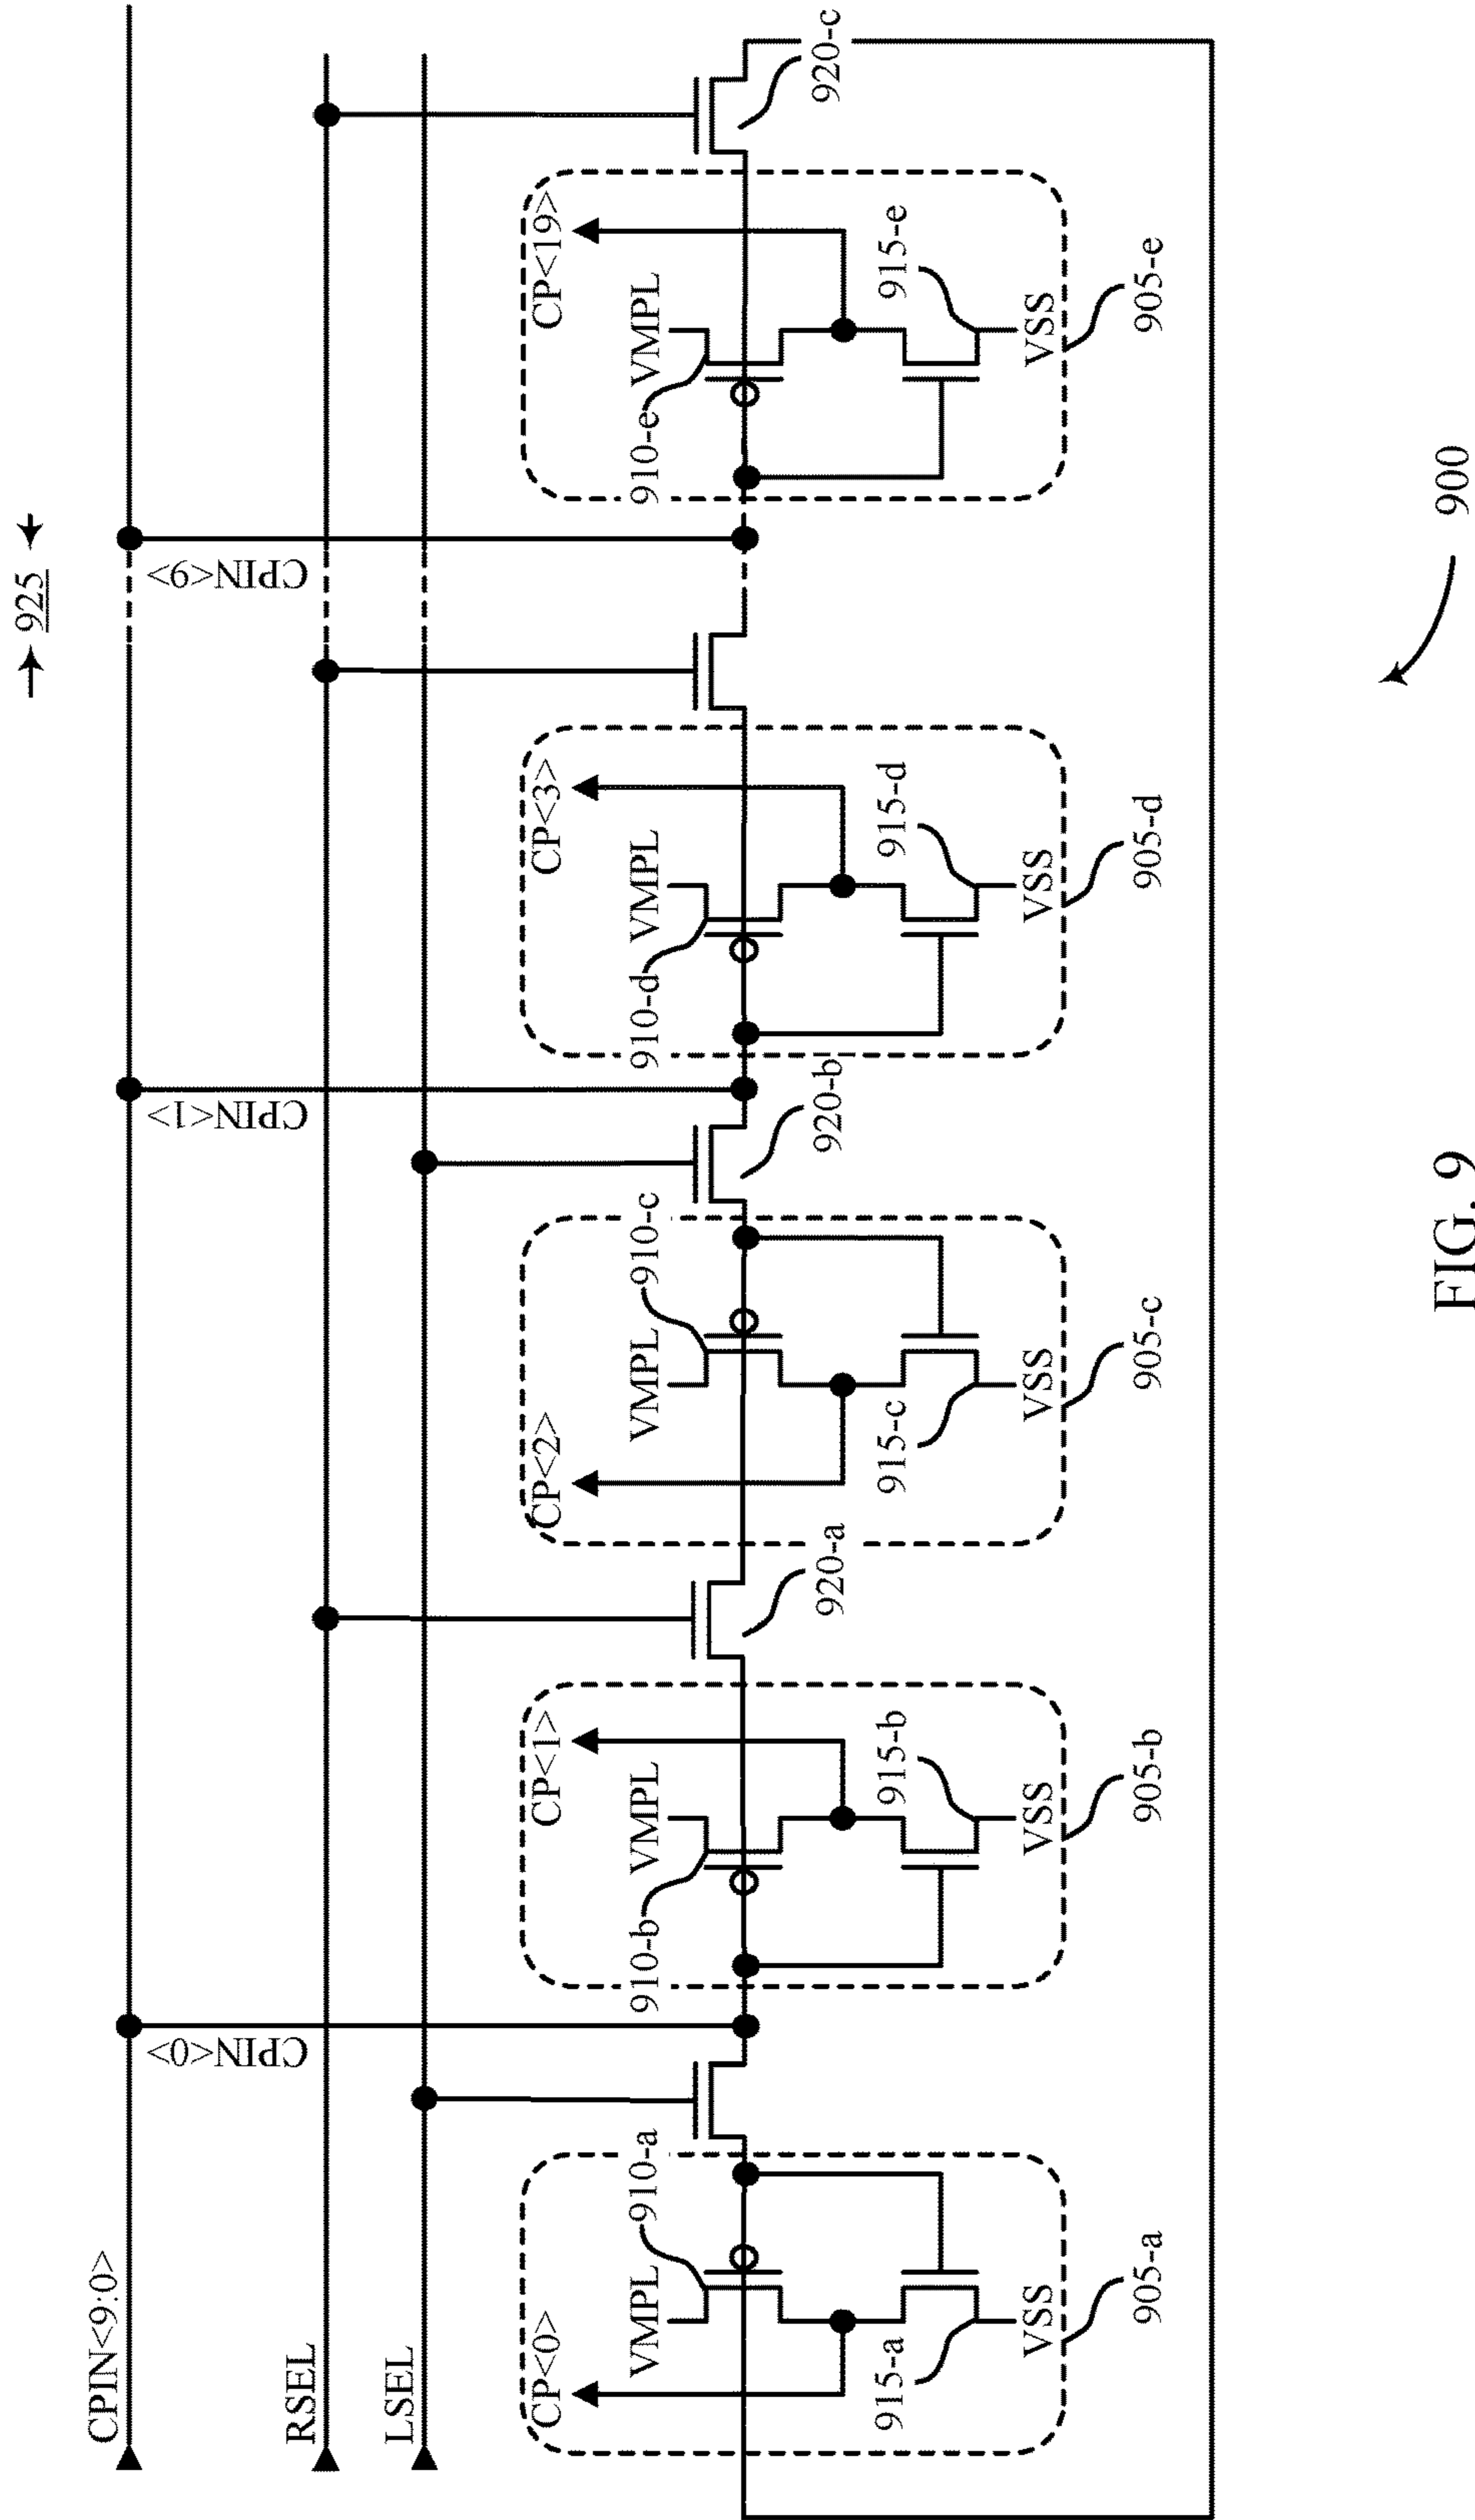 925
CPIN<9:0>
RSEL
LSEL
CPIN<0>
CPIN<1>
CPIN<9>
CP<0>
VMPL
910-a
915-a
VSS
905-a
CP<1>
VMPL
910-b
915-b
VSS
905-b
920-a
CP<2>
VMPL
910-c
915-c
VSS
905-c
920-b
CP<3>
VMPL
910-d
915-d
VSS
905-d
CP<19>
VMPL
910-e
915-e
VSS
905-e
920-c
900
FIG. 9